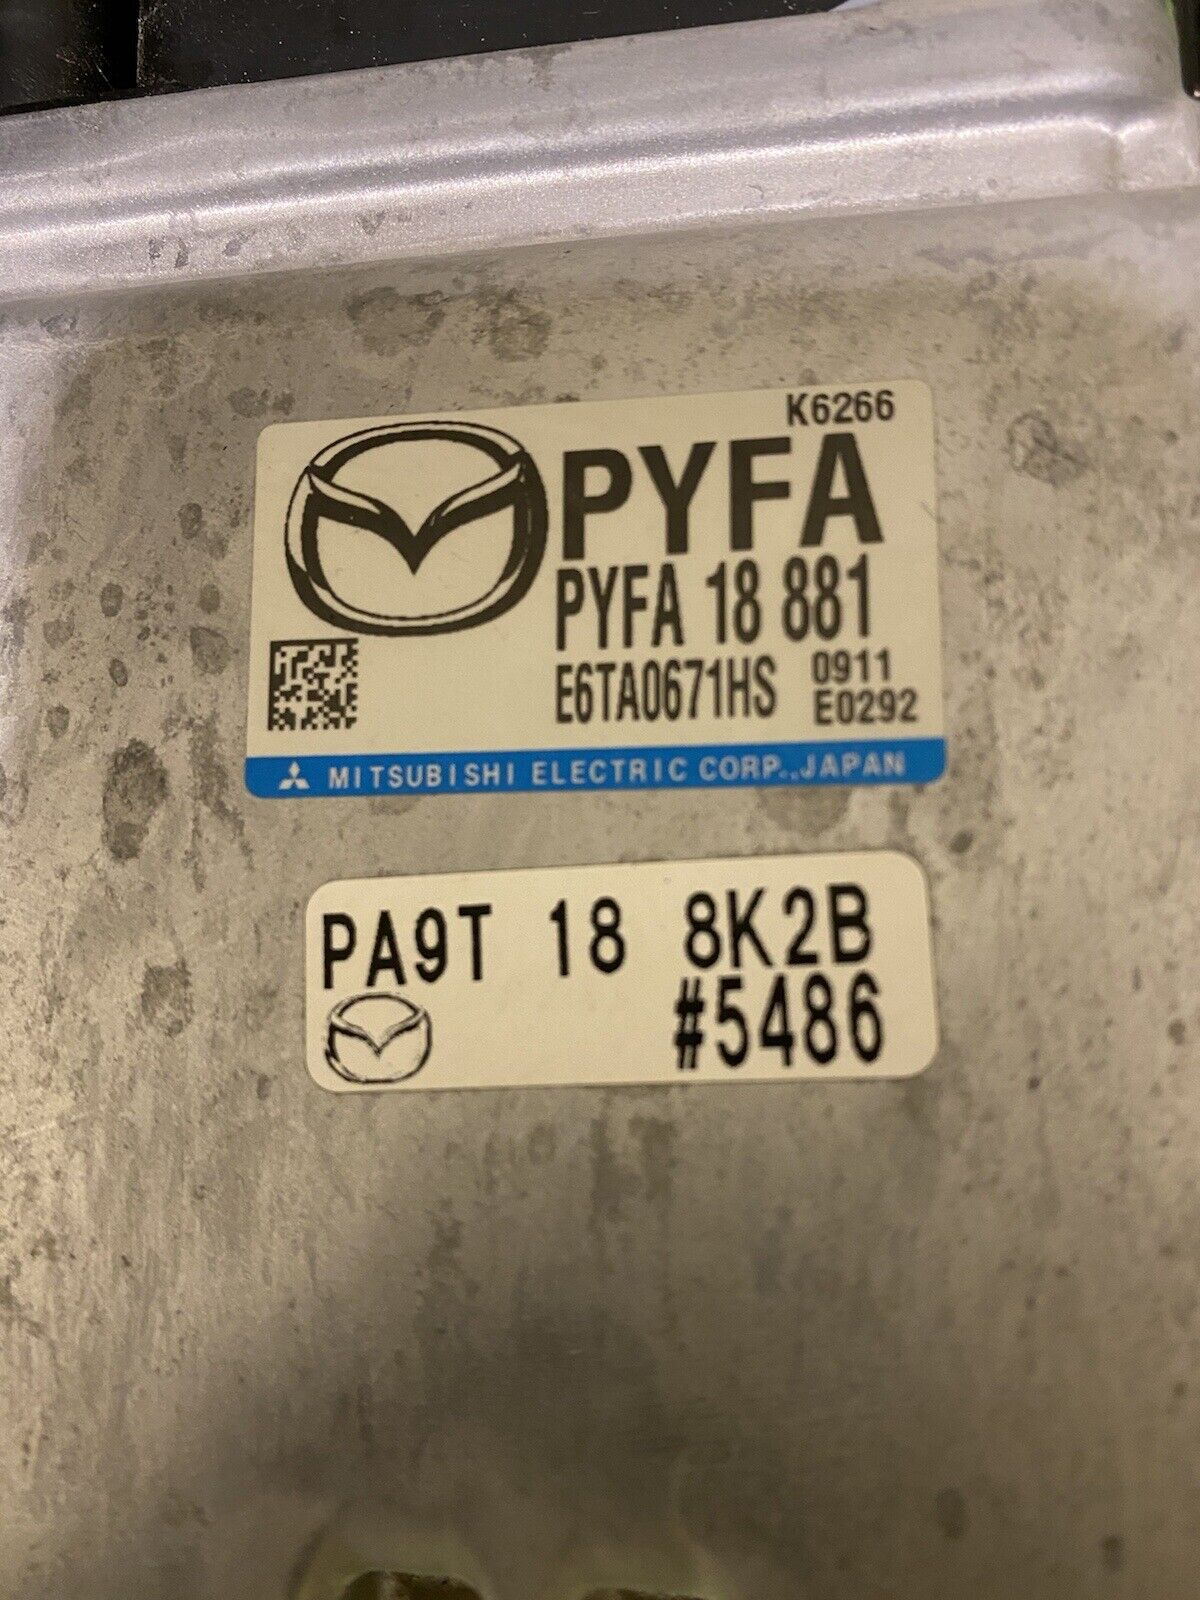 K6266
PYFA
PYFA 18 881
E6TA0671HS 0911
E0292
MITSUBISHI ELECTRIC CORP., JAPAN
PA9T 18 8K2B
#5486